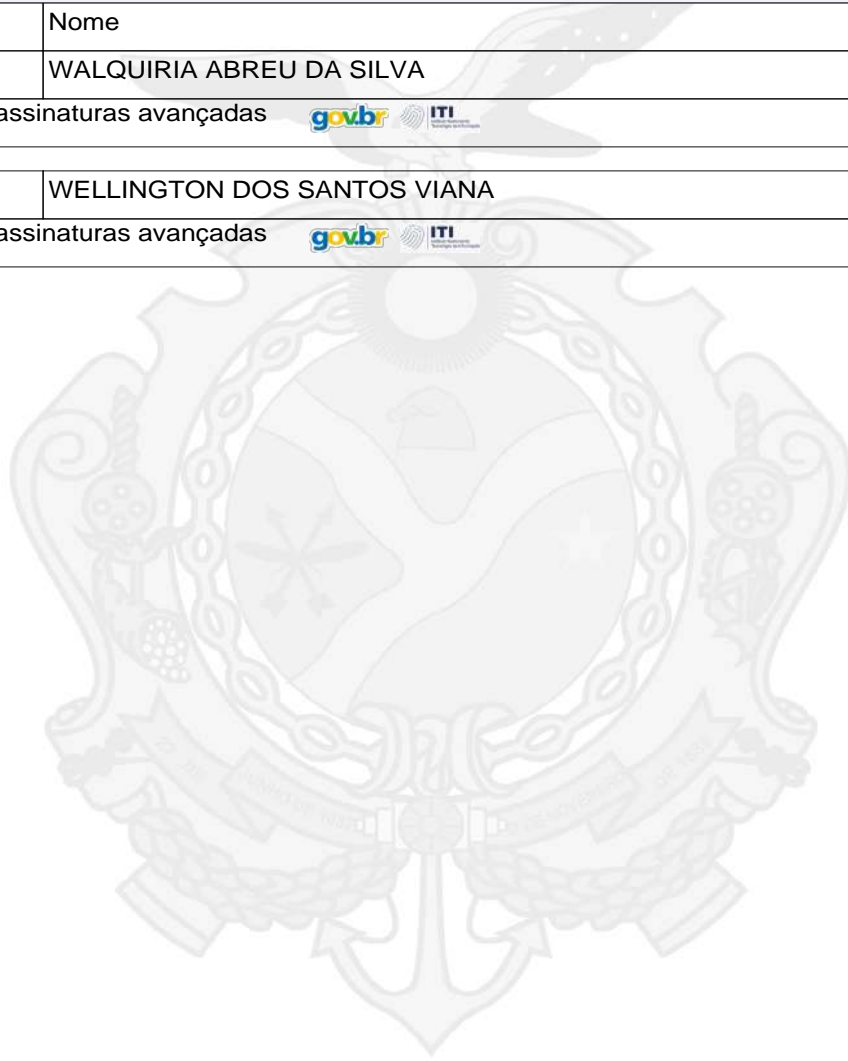 Nome
WALQUIRIA ABREU DA SILVA
assinaturas avançadas gov.br ITI
WELLINGTON DOS SANTOS VIANA
assinaturas avançadas gov.br ITI